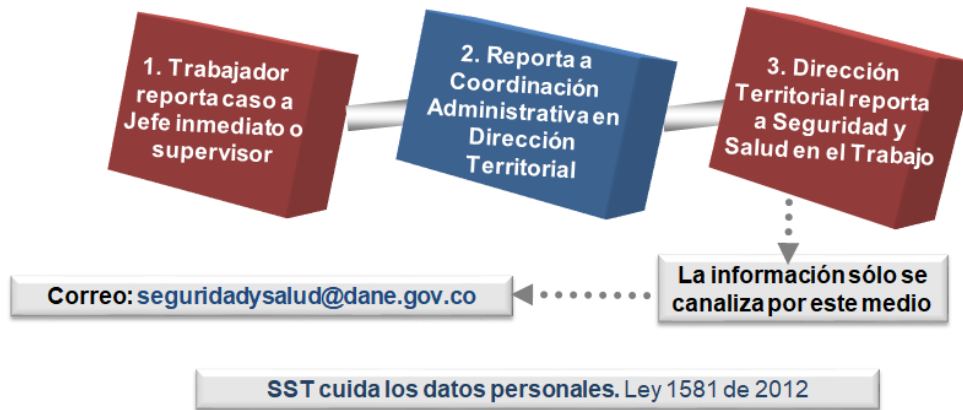 1. Trabajador
reporta caso a
Jefe inmediato o
supervisor
2. Reporta a
Coordinación
Administrativa en
Dirección
Territorial
3. Dirección
Territorial reporta
a Seguridad y
Salud en el Trabajo
La información sólo se
canaliza por este medio
Correo: seguridadysalud@dane.gov.co
SST cuida los datos personales. Ley 1581 de 2012